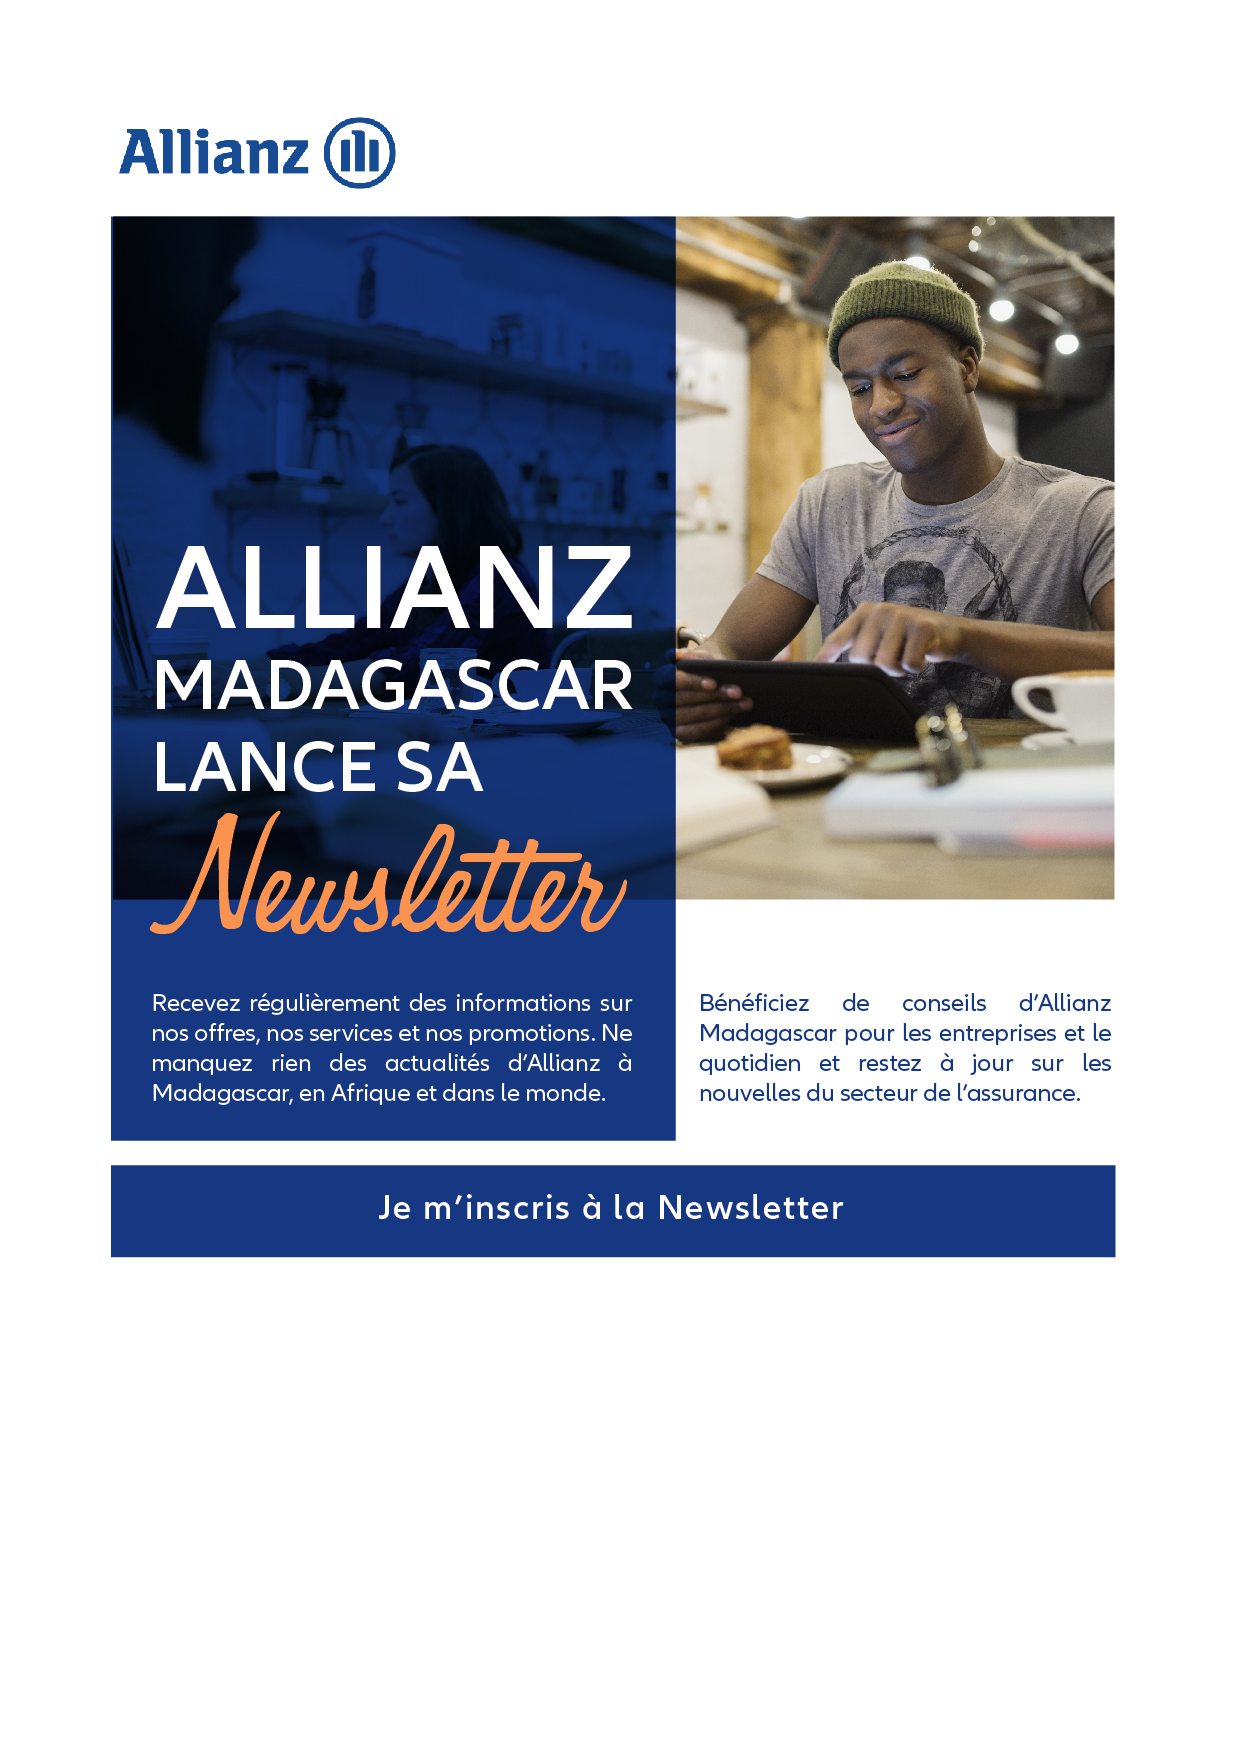 Allianz
ALLIANZ
MADAGASCAR
LANCE SA
Newsletter
Recevez régulièrement des informations sur
nos offres, nos services et nos promotions. Ne
manquez rien des actualités d’Allianz à
Madagascar, en Afrique et dans le monde.
Bénéficiez de conseils d’Allianz
Madagascar pour les entreprises et le
quotidien et restez à jour sur les
nouvelles du secteur de l’assurance.
Je m’inscris à la Newsletter